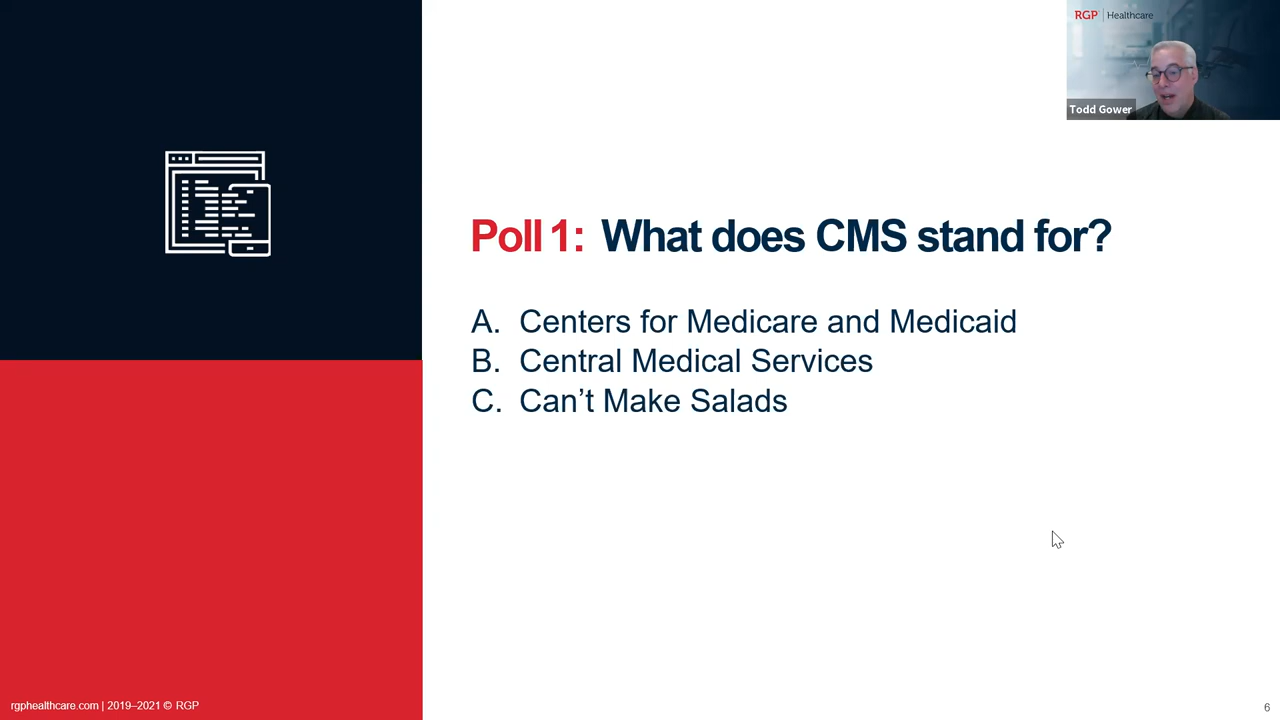 RGP | Healthcare
Todd Gower
Poll 1: What does CMS stand for?
A. Centers for Medicare and Medicaid
B. Central Medical Services
C. Can’t Make Salads
rgphealthcare.com | 2019–2021 © RGP
6